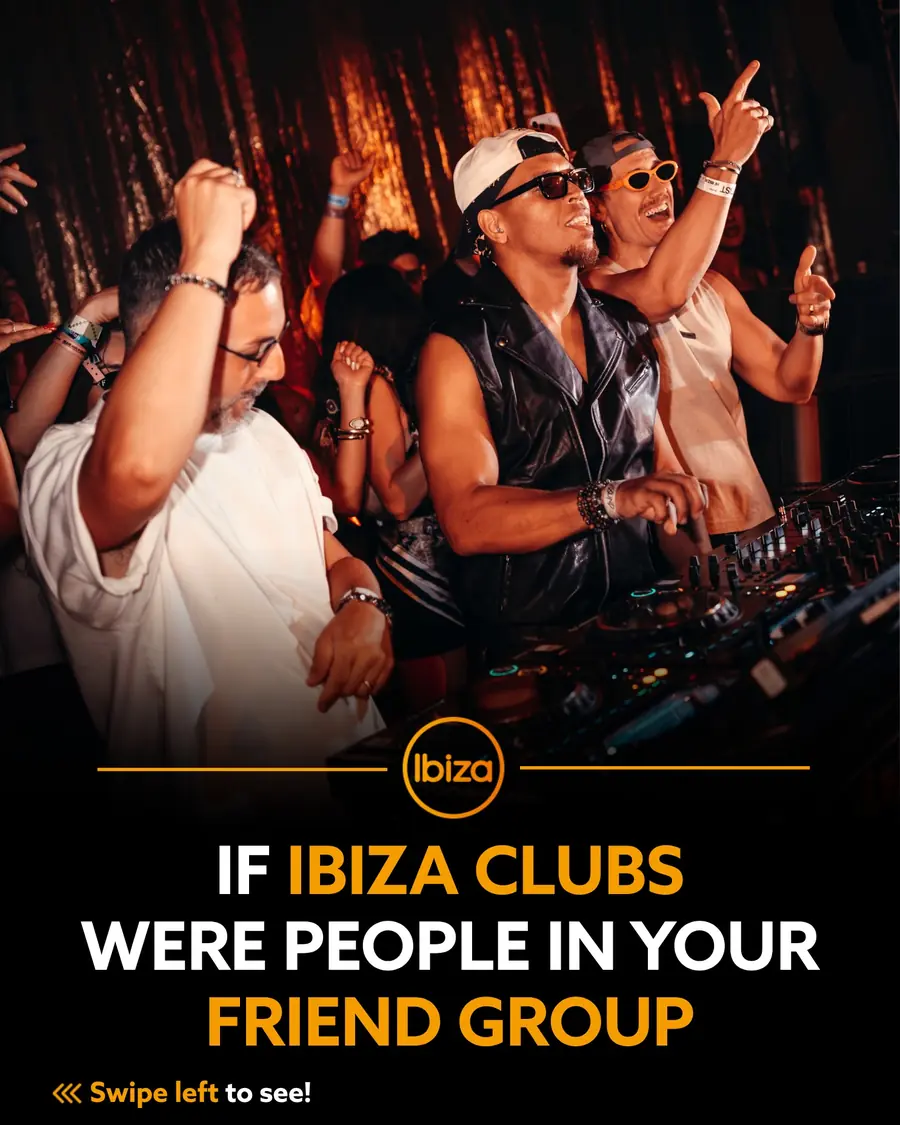 Ibiza
IF IBIZA CLUBS
WERE PEOPLE IN YOUR
FRIEND GROUP
Swipe left to see!